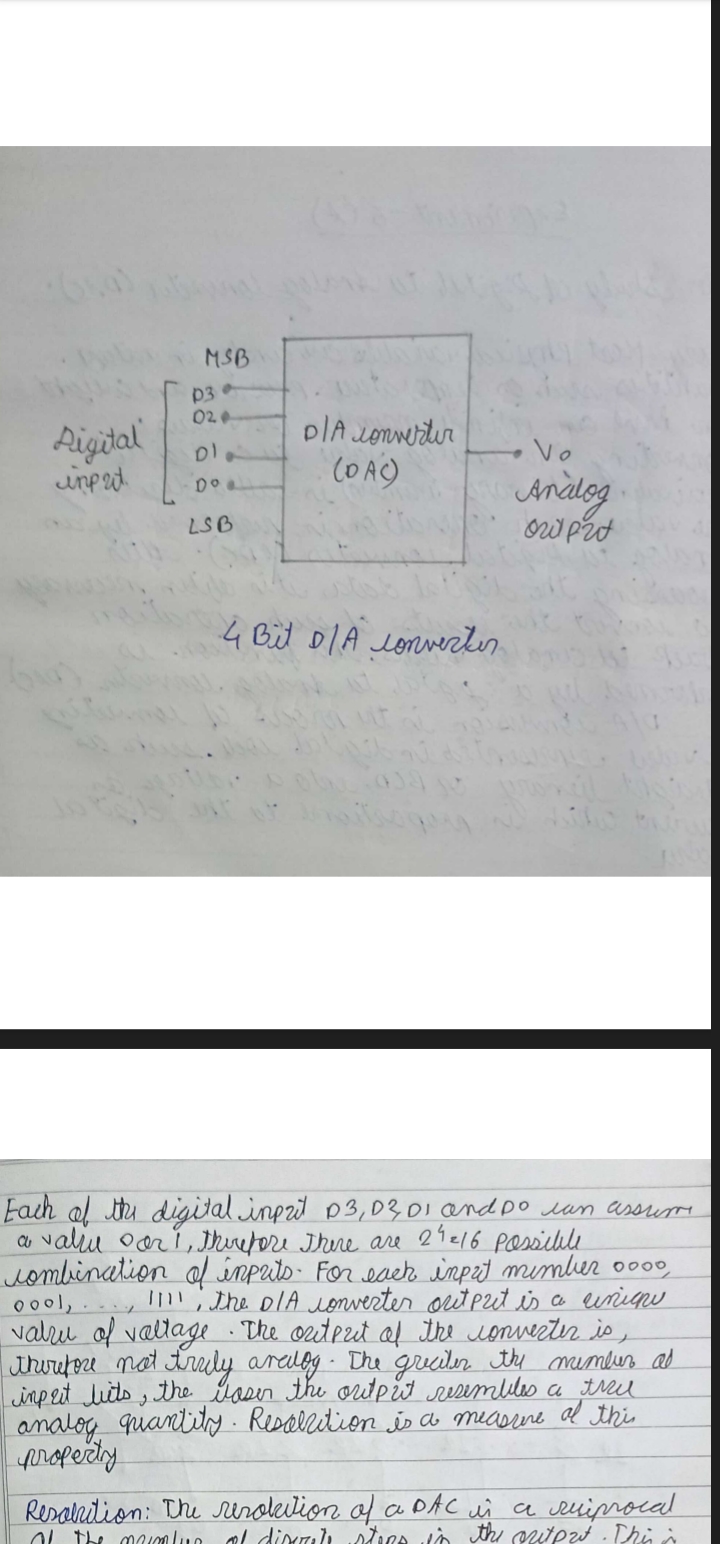 MSB
D3
D2
Digital
input
D1
D0
LSB
D/A converter
(DAC)
Vo
Analog
output
4 Bit D/A converter
Each of the digital input D3, D2, D1 and D0 can assume
a value 0 or 1, therefore there are 2⁴=16 possible
combination of inputs. For each input number 0000,
0001, ..., 1111, the D/A converter output is a unique
value of voltage. The output of the converter is,
therefore not truly analog. The greater the number of
input bits, the closer the output resembles a true
analog quantity. Resolution is a measure of this
property
Resolution: The resolution of a DAC is a reciprocal
of the number of discrete steps in the output. This is